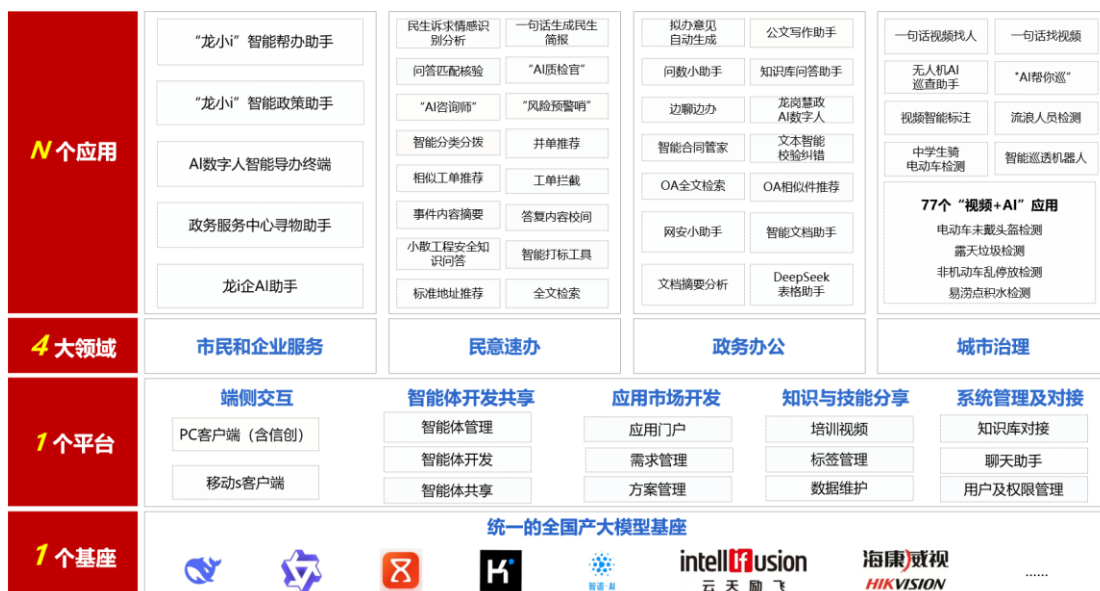 N 个应用
“龙小i”智能帮办助手
“龙小i”智能政策助手
AI数字人智能导办终端
政务服务中心寻物助手
龙i企AI助手
民生诉求情感识
别分析
一句话生成民生
简报
问答匹配核验
“AI质检官”
“AI咨询师”
“风险预警哨”
智能分类分拨
并单推荐
相似工单推荐
工单拦截
事件内容摘要
答复内容校间
小散工程安全知
识问答
智能打标工具
标准地址推荐
全文检索
拟办意见
自动生成
公文写作助手
问数小助手
知识库问答助手
边聊边办
龙岗慧政
AI数字人
智能合同管家
文本智能
校验纠错
OA全文检索
OA相似件推荐
网安小助手
智能文档助手
文档摘要分析
DeepSeek
表格助手
一句话视频找人
一句话找视频
无人机AI
巡查助手
"AI帮你巡”
视频智能标注
流浪人员检测
中学生骑
电动车检测
智能巡逶机器人
77个“视频+AI”应用
电动车未戴头盔检测
露天垃圾检测
非机动车乱停放检测
易涝点积水检测
4 大领域
市民和企业服务
民意速办
政务办公
城市治理
1 个平台
端侧交互
PC客户端（含信创）
移动s客户端
智能体开发共享
智能体管理
智能体开发
智能体共享
应用市场开发
应用门户
需求管理
方案管理
知识与技能分享
培训视频
标签管理
数据维护
系统管理及对接
知识库对接
聊天助手
用户及权限管理
1 个基座
统一的全国产大模型基座
K
智谱·AI
intellifusion
云天励飞
海康威视
HIKVISION
......